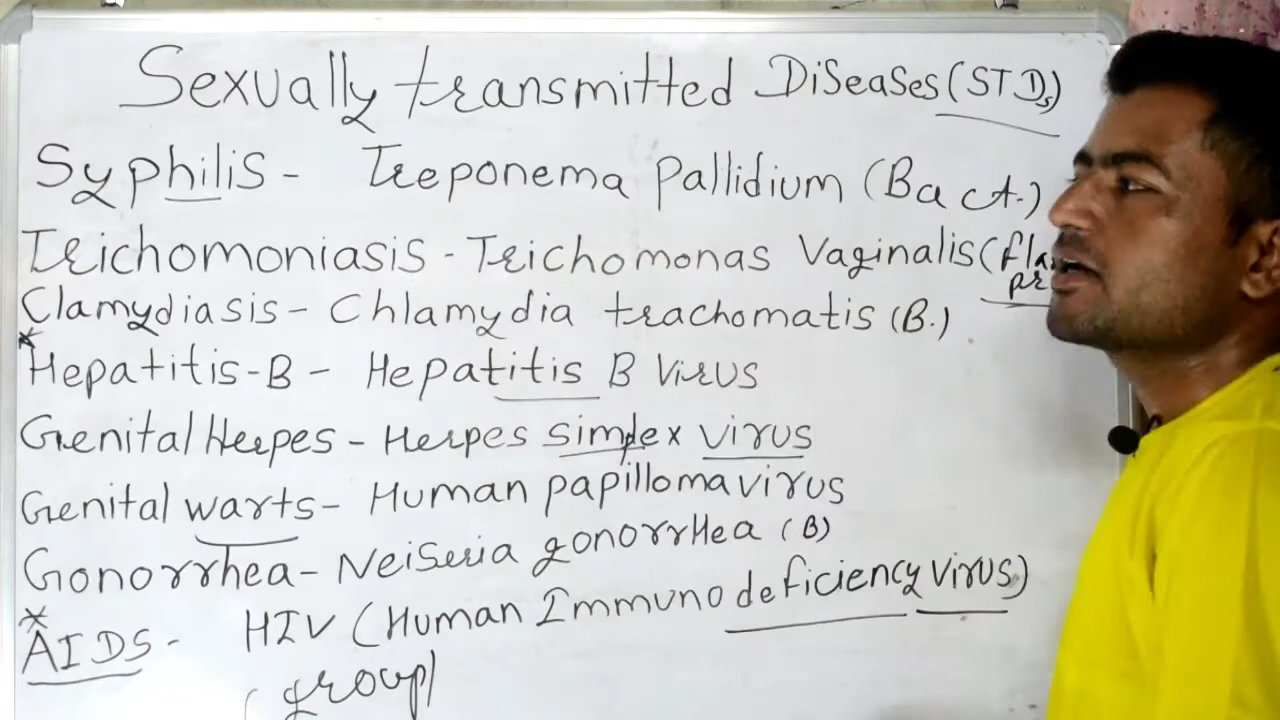 Sexually transmitted Diseases (STDs)
Syphilis - Treponema pallidium (Bact.)
Trichomoniasis - Trichomonas Vaginalis (fla
pr
Clamydiasis - Chlamydia trachomatis (B.)
* Hepatitis-B - Hepatitis B Virus
Genital Herpes - Herpes simplex virus
Genital warts - Human papillomavirus
Gonorrhea - Neiseria gonorrHea (B)
* AIDS - HIV (Human Immuno deficiency virus)
(group)